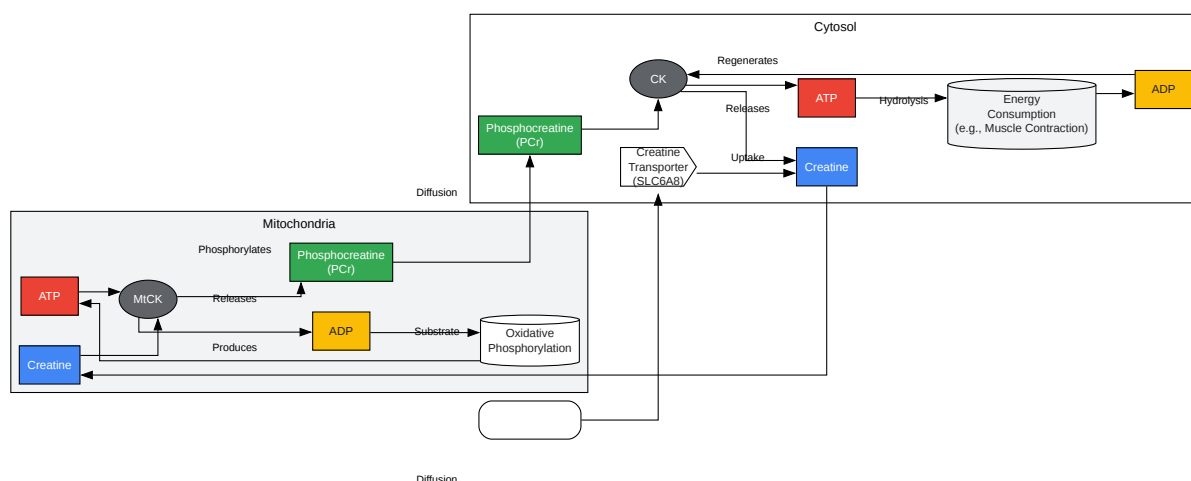 Cytosol
Regenerates
CK
ATP
Hydrolysis
Energy
Consumption
(e.g., Muscle Contraction)
ADP
Releases
Phosphocreatine
(PCr)
Creatine
Transporter
(SLC6A8)
Uptake
Creatine
Diffusion
Mitochondria
Phosphorylates
Phosphocreatine
(PCr)
ATP
MtCK
Releases
ADP
Substrate
Oxidative
Phosphorylation
Produces
Creatine
Diffusion